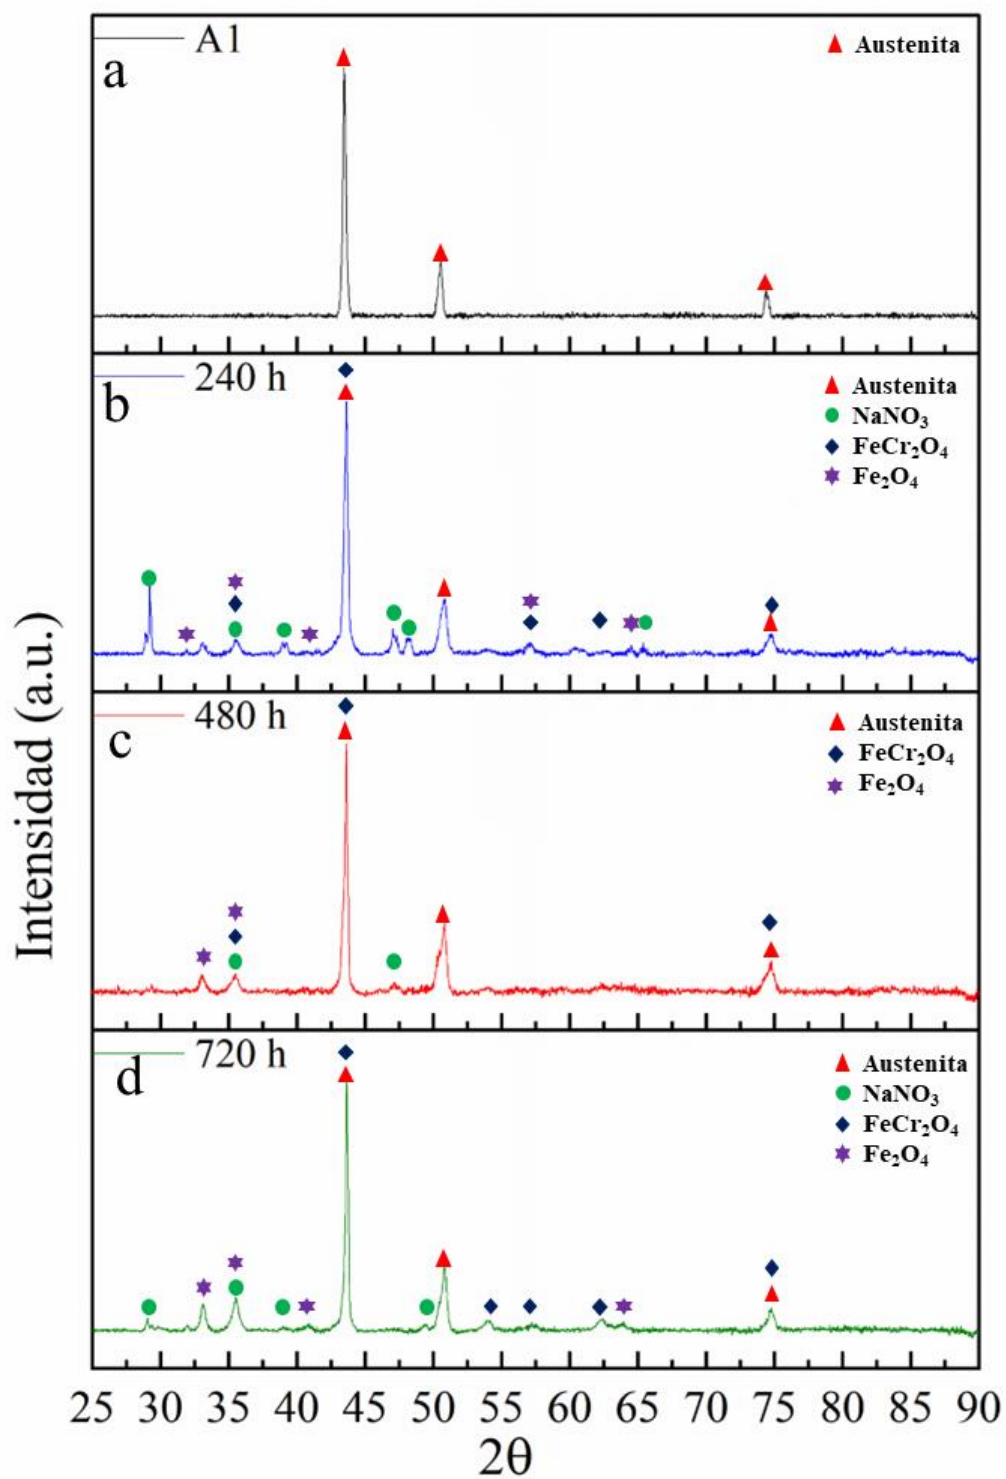 A1
a
Austenita
240 h
b
Austenita
NaNO₃
FeCr₂O₄
Fe₂O₄
480 h
c
Austenita
FeCr₂O₄
Fe₂O₄
720 h
d
Austenita
NaNO₃
FeCr₂O₄
Fe₂O₄
Intensidad (a.u.)
25 30 35 40 45 50 55 60 65 70 75 80 85 90
2θ